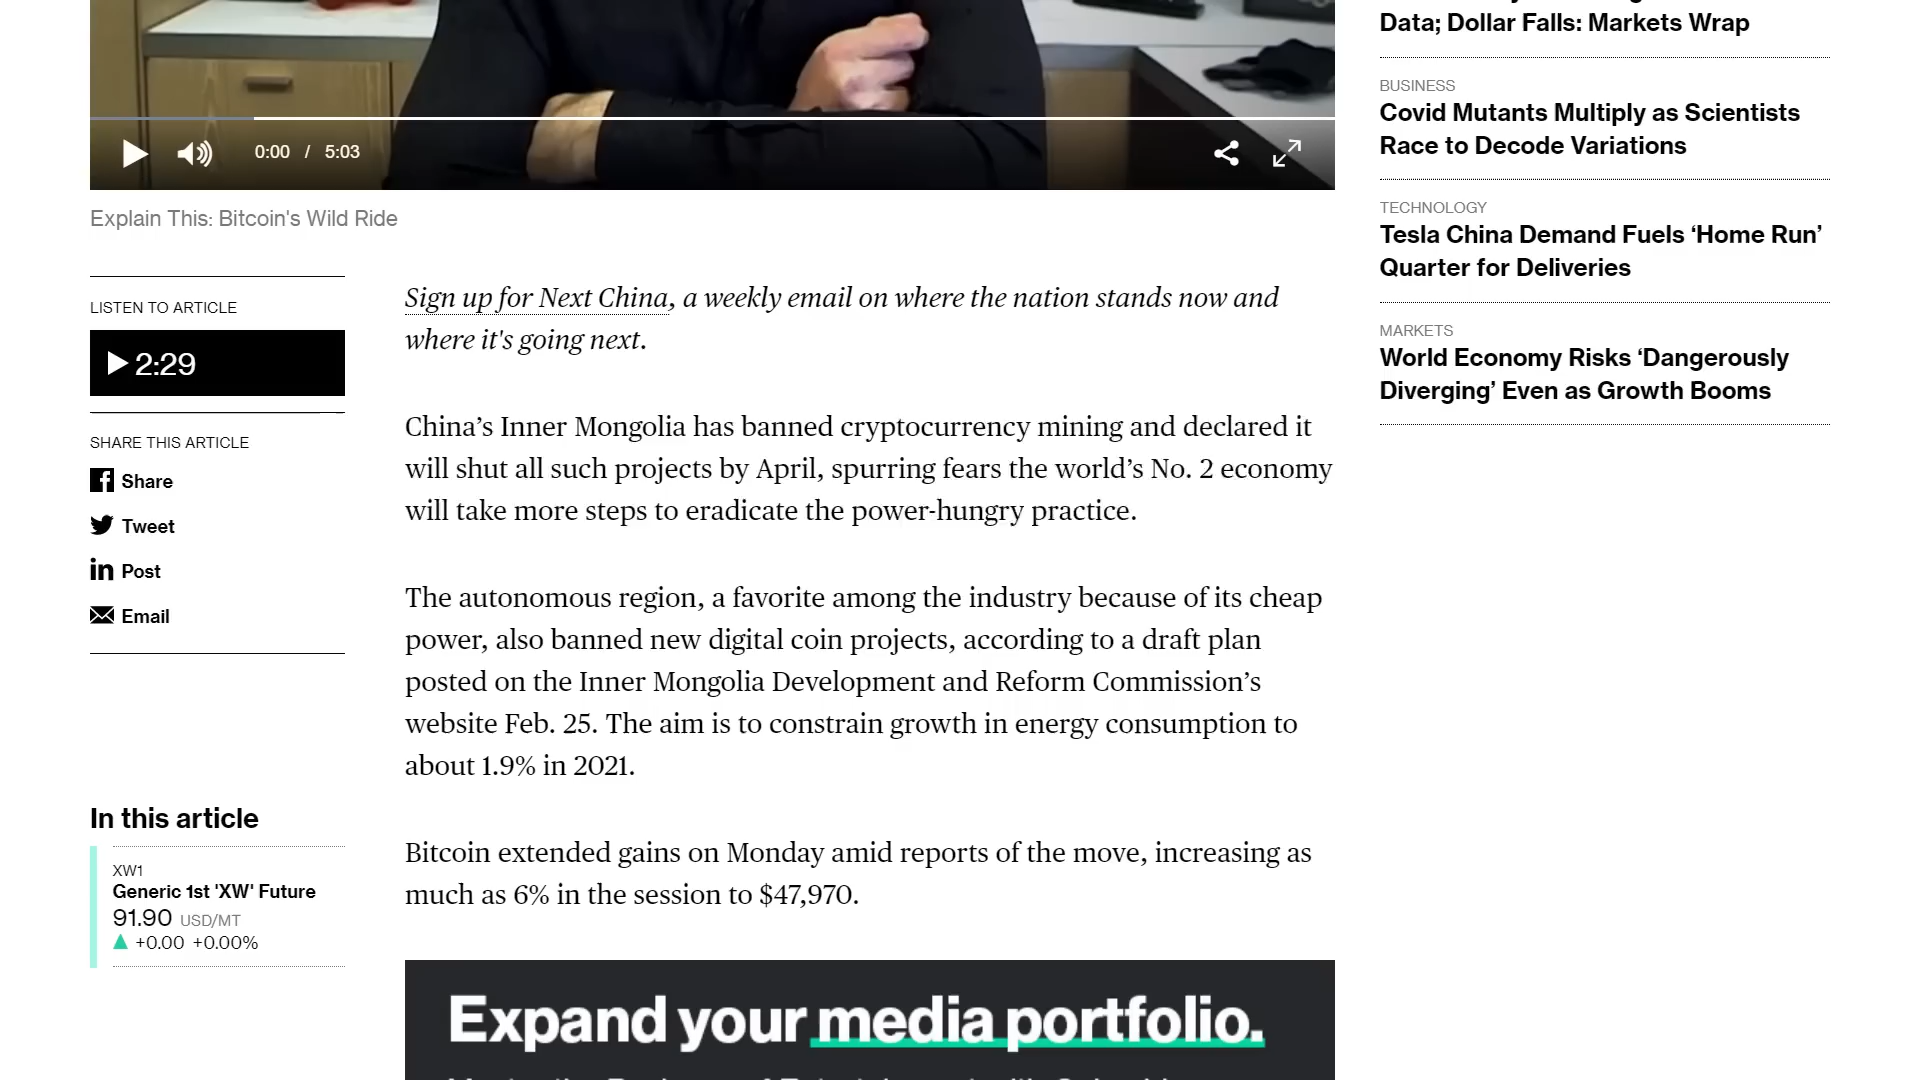 Data; Dollar Falls: Markets Wrap
BUSINESS
Covid Mutants Multiply as Scientists
Race to Decode Variations
TECHNOLOGY
Tesla China Demand Fuels ‘Home Run’
Quarter for Deliveries
MARKETS
World Economy Risks ‘Dangerously
Diverging’ Even as Growth Booms
0:00 / 5:03
Explain This: Bitcoin's Wild Ride
LISTEN TO ARTICLE
2:29
SHARE THIS ARTICLE
Share
Tweet
Post
Email
In this article
XW1
Generic 1st 'XW' Future
91.90 USD/MT
+0.00 +0.00%
Sign up for Next China, a weekly email on where the nation stands now and
where it's going next.
China’s Inner Mongolia has banned cryptocurrency mining and declared it
will shut all such projects by April, spurring fears the world’s No. 2 economy
will take more steps to eradicate the power-hungry practice.
The autonomous region, a favorite among the industry because of its cheap
power, also banned new digital coin projects, according to a draft plan
posted on the Inner Mongolia Development and Reform Commission’s
website Feb. 25. The aim is to constrain growth in energy consumption to
about 1.9% in 2021.
Bitcoin extended gains on Monday amid reports of the move, increasing as
much as 6% in the session to $47,970.
Expand your media portfolio.